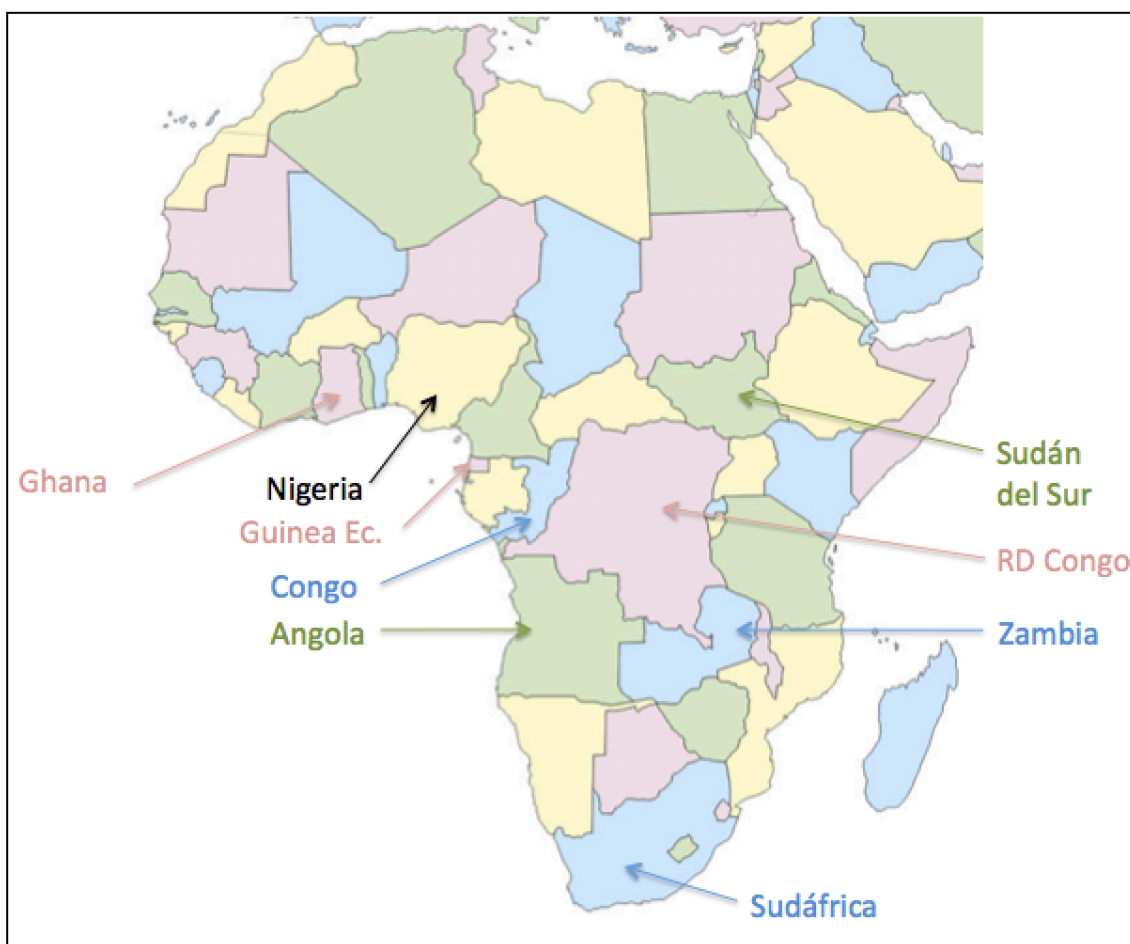 Ghana
Nigeria
Guinea Ec.
Congo
Angola
Sudán
del Sur
RD Congo
Zambia
Sudáfrica